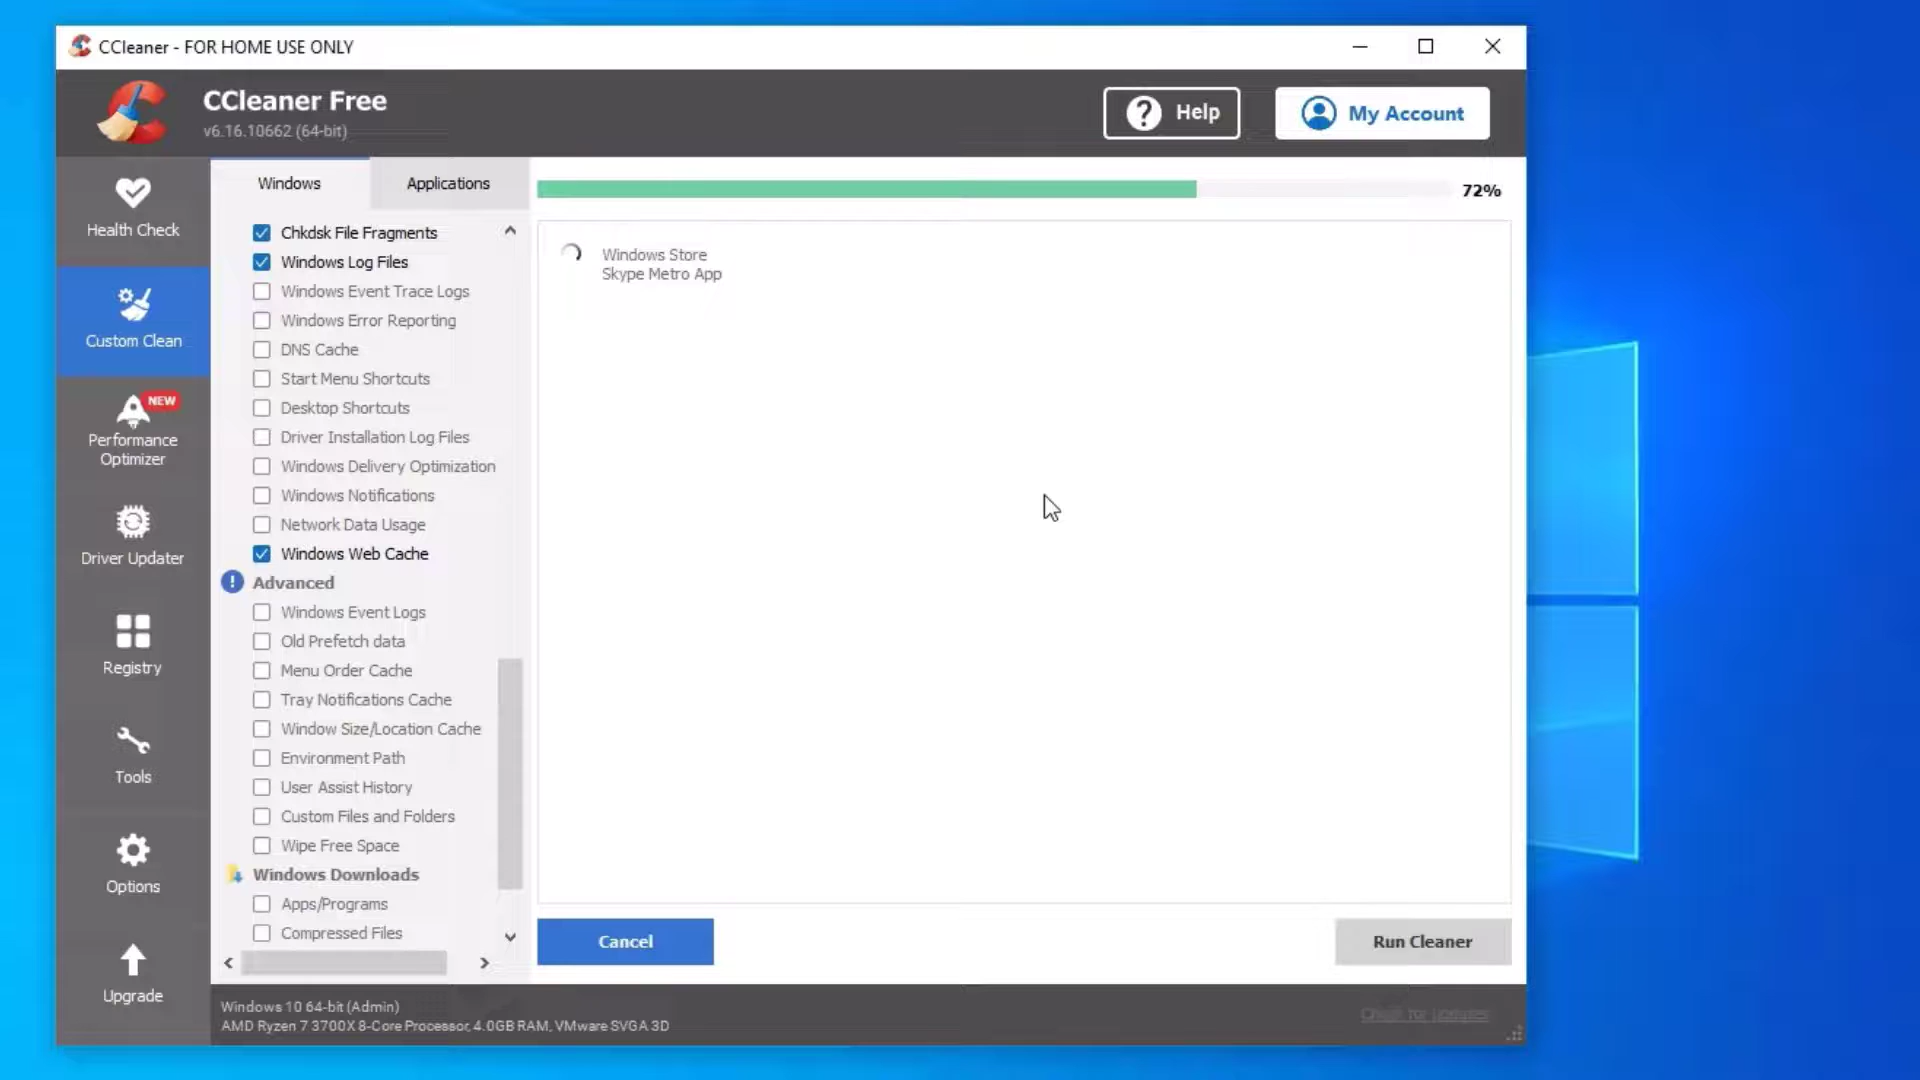 CCleaner - FOR HOME USE ONLY
CCleaner Free
v6.16.10662 (64-bit)
Help
My Account
Health Check
Custom Clean
NEW
Performance
Optimizer
Driver Updater
Registry
Tools
Options
Upgrade
Windows
Applications
Chkdsk File Fragments
Windows Log Files
Windows Event Trace Logs
Windows Error Reporting
DNS Cache
Start Menu Shortcuts
Desktop Shortcuts
Driver Installation Log Files
Windows Delivery Optimization
Windows Notifications
Network Data Usage
Windows Web Cache
Advanced
Windows Event Logs
Old Prefetch data
Menu Order Cache
Tray Notifications Cache
Window Size/Location Cache
Environment Path
User Assist History
Custom Files and Folders
Wipe Free Space
Windows Downloads
Apps/Programs
Compressed Files
72%
Windows Store
Skype Metro App
Cancel
Run Cleaner
Windows 10 64-bit (Admin)
AMD Ryzen 7 3700X 8-Core Processor, 4.0GB RAM, VMware SVGA 3D
Check for updates